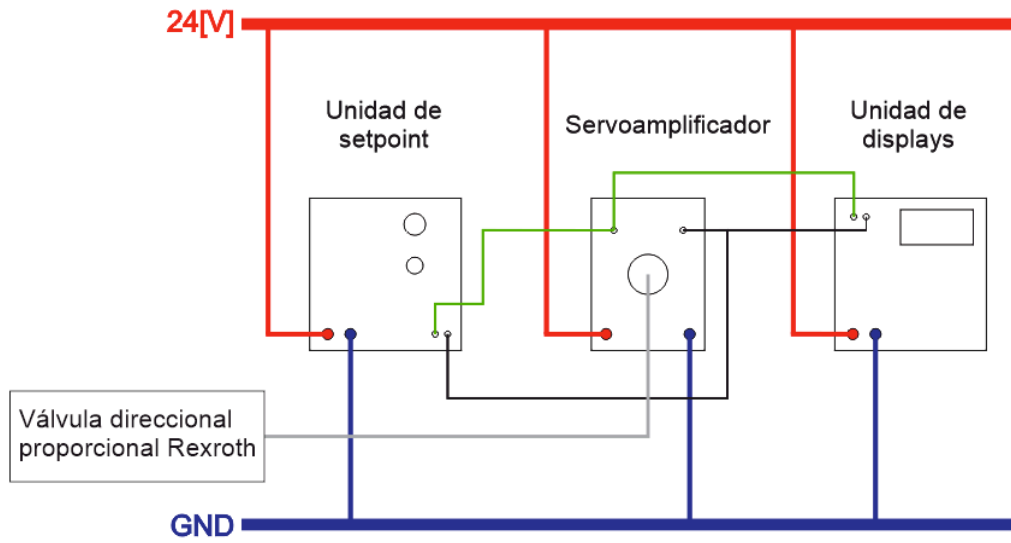 24[V]
Unidad de
setpoint
Servoamplificador
Unidad de
displays
Válvula direccional
proporcional Rexroth
GND